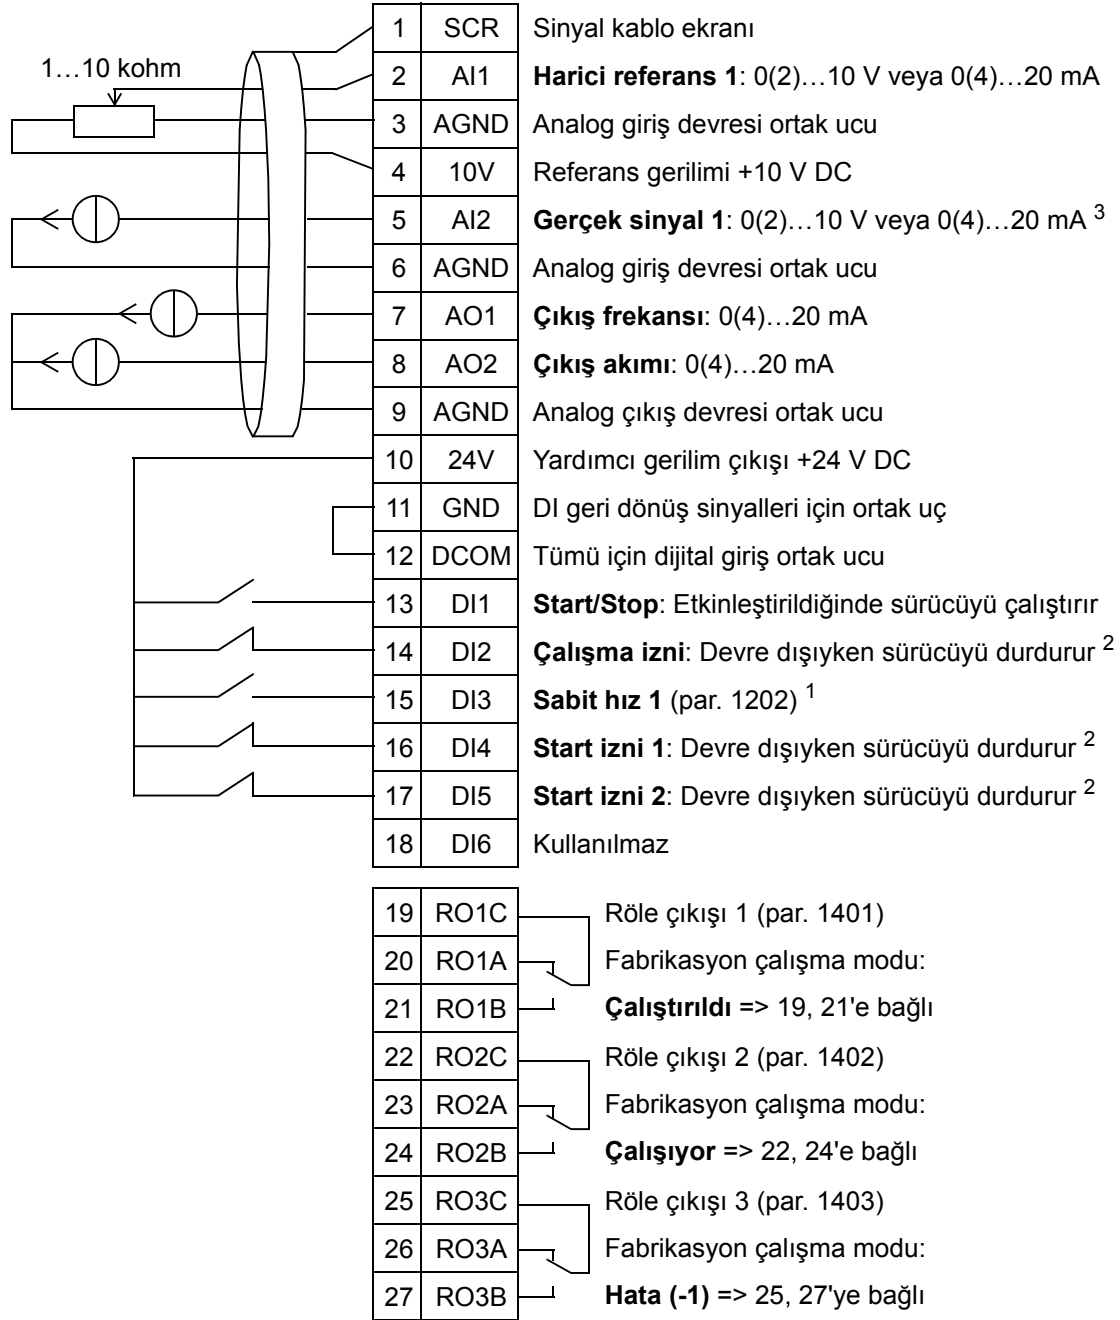 1 SCR Sinyal kablo ekranı
1…10 kohm
2 AI1 Harici referans 1: 0(2)…10 V veya 0(4)…20 mA
3 AGND Analog giriş devresi ortak ucu
4 10V Referans gerilimi +10 V DC
5 AI2 Gerçek sinyal 1: 0(2)…10 V veya 0(4)…20 mA 3
6 AGND Analog giriş devresi ortak ucu
7 AO1 Çıkış frekansı: 0(4)…20 mA
8 AO2 Çıkış akımı: 0(4)…20 mA
9 AGND Analog çıkış devresi ortak ucu
10 24V Yardımcı gerilim çıkışı +24 V DC
11 GND DI geri dönüş sinyalleri için ortak uç
12 DCOM Tümü için dijital giriş ortak ucu
13 DI1 Start/Stop: Etkinleştirildiğinde sürücüyü çalıştırır
14 DI2 Çalışma izni: Devre dışıyken sürücüyü durdurur 2
15 DI3 Sabit hız 1 (par. 1202) 1
16 DI4 Start izni 1: Devre dışıyken sürücüyü durdurur 2
17 DI5 Start izni 2: Devre dışıyken sürücüyü durdurur 2
18 DI6 Kullanılmaz
19 RO1C Röle çıkışı 1 (par. 1401)
20 RO1A Fabrikasyon çalışma modu:
21 RO1B Çalıştırıldı => 19, 21'e bağlı
22 RO2C Röle çıkışı 2 (par. 1402)
23 RO2A Fabrikasyon çalışma modu:
24 RO2B Çalışıyor => 22, 24'e bağlı
25 RO3C Röle çıkışı 3 (par. 1403)
26 RO3A Fabrikasyon çalışma modu:
27 RO3B Hata (-1) => 25, 27'ye bağlı